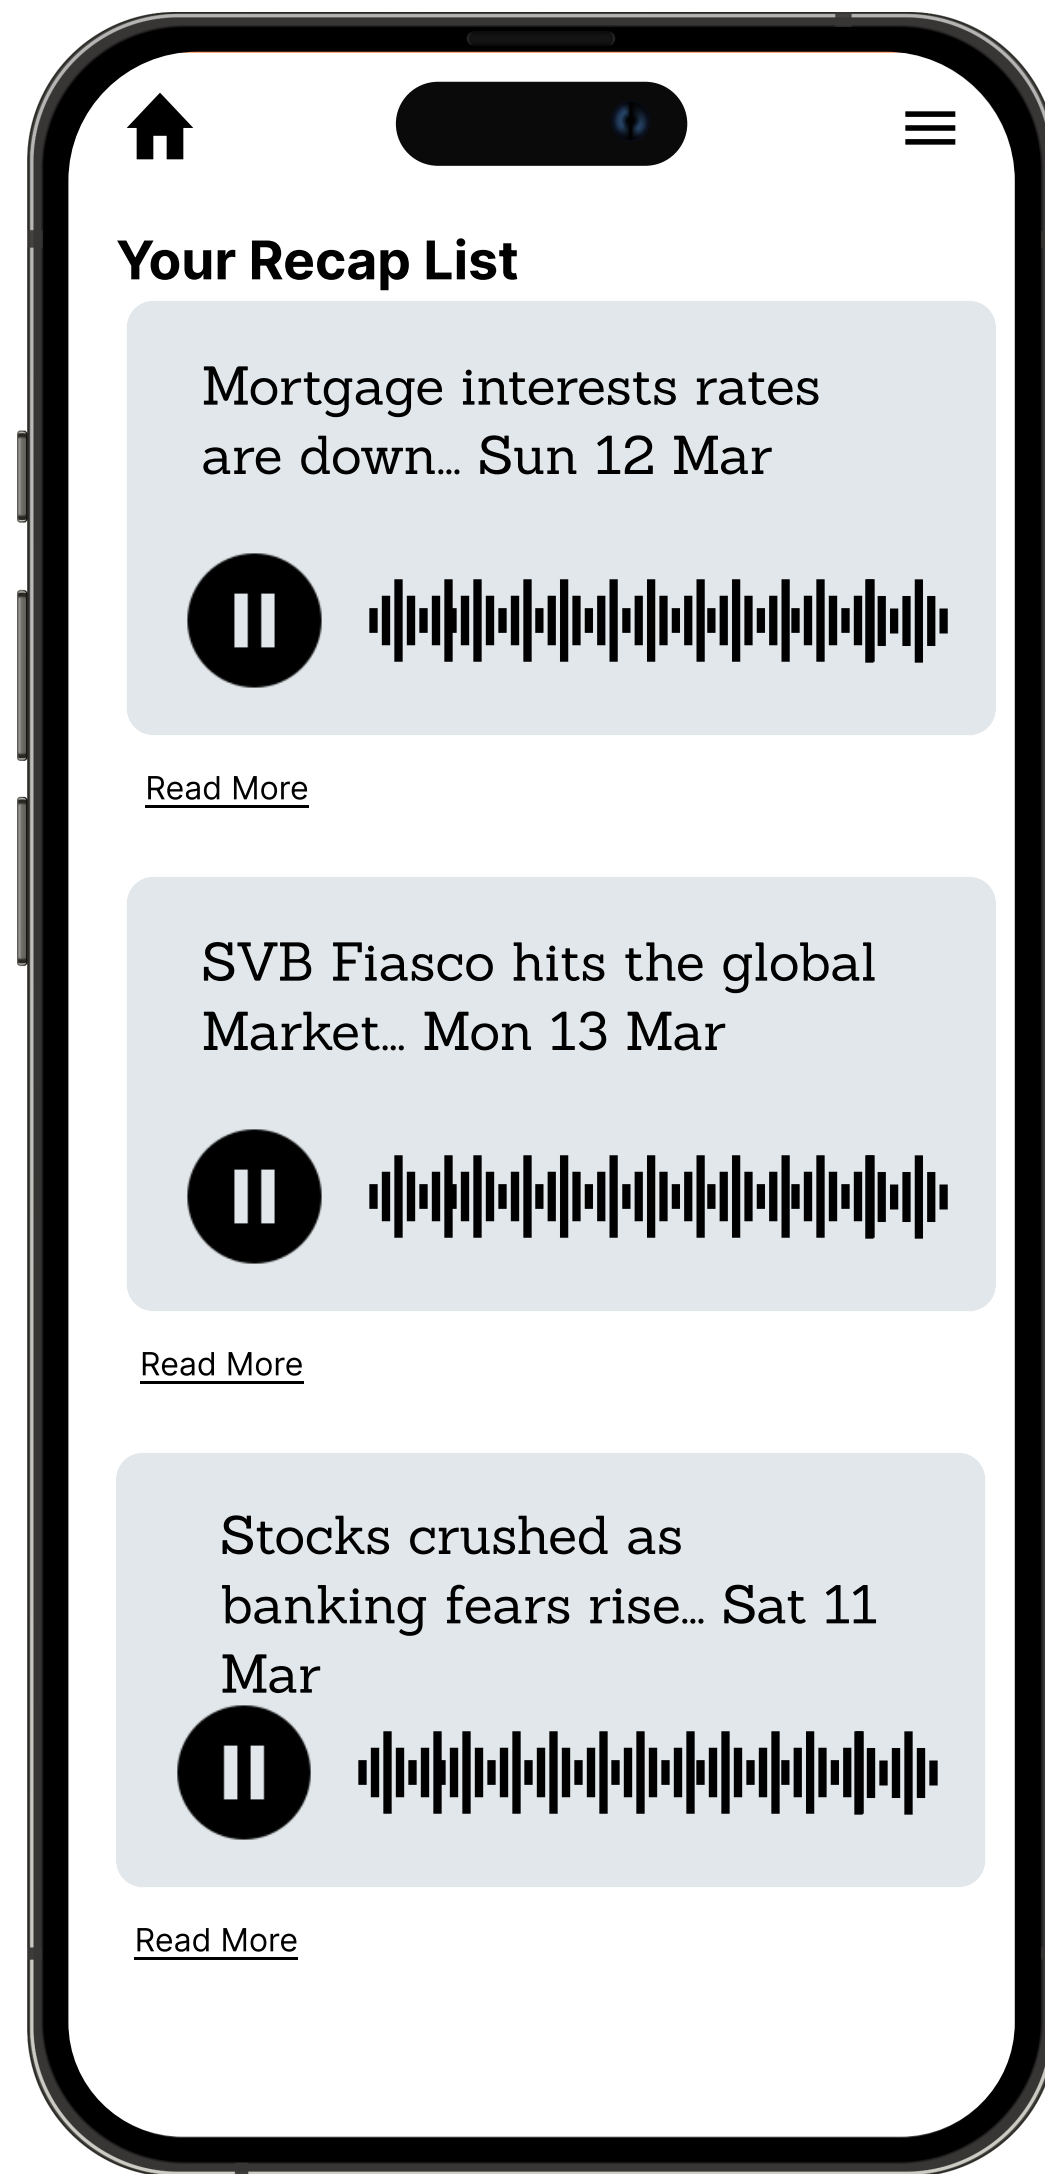 Your Recap List
Mortgage interests rates
are down... Sun 12 Mar
Read More
SVB Fiasco hits the global
Market... Mon 13 Mar
Read More
Stocks crushed as
banking fears rise... Sat 11
Mar
Read More